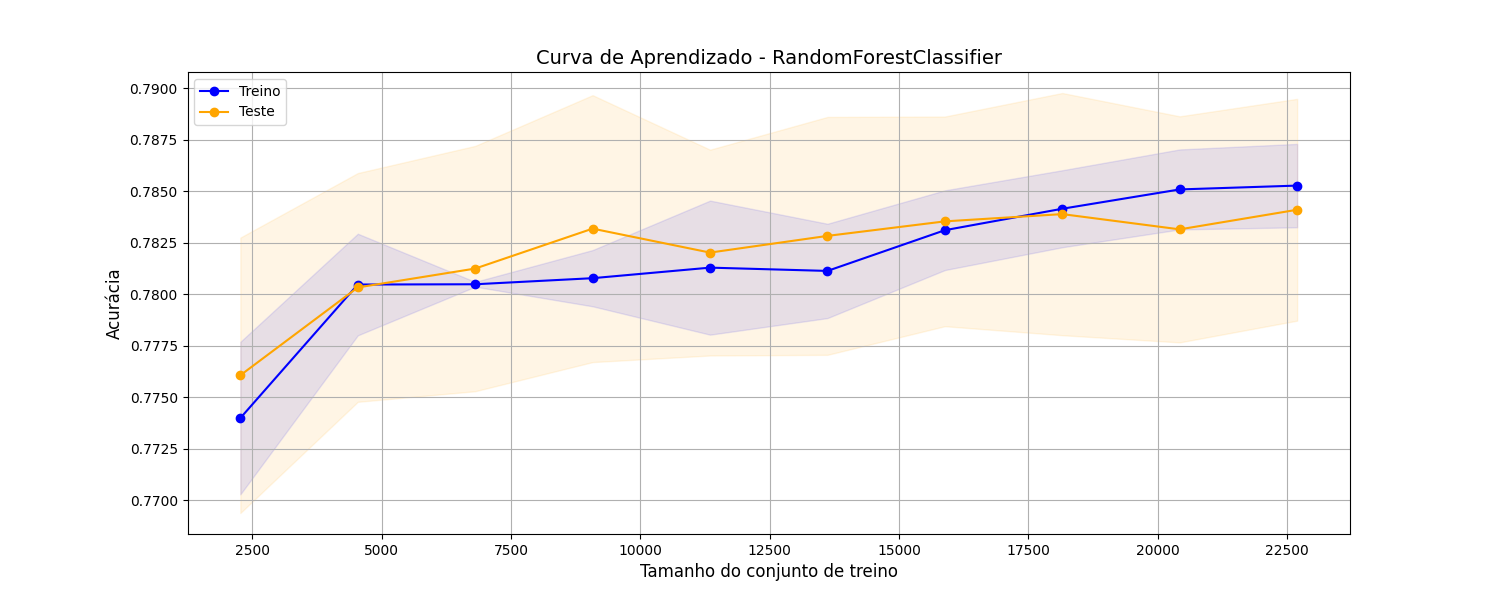 Curva de Aprendizado - RandomForestClassifier
Treino
Teste
Acurácia
0.7900
0.7875
0.7850
0.7825
0.7800
0.7775
0.7750
0.7725
0.7700
2500 5000 7500 10000 12500 15000 17500 20000 22500
Tamanho do conjunto de treino